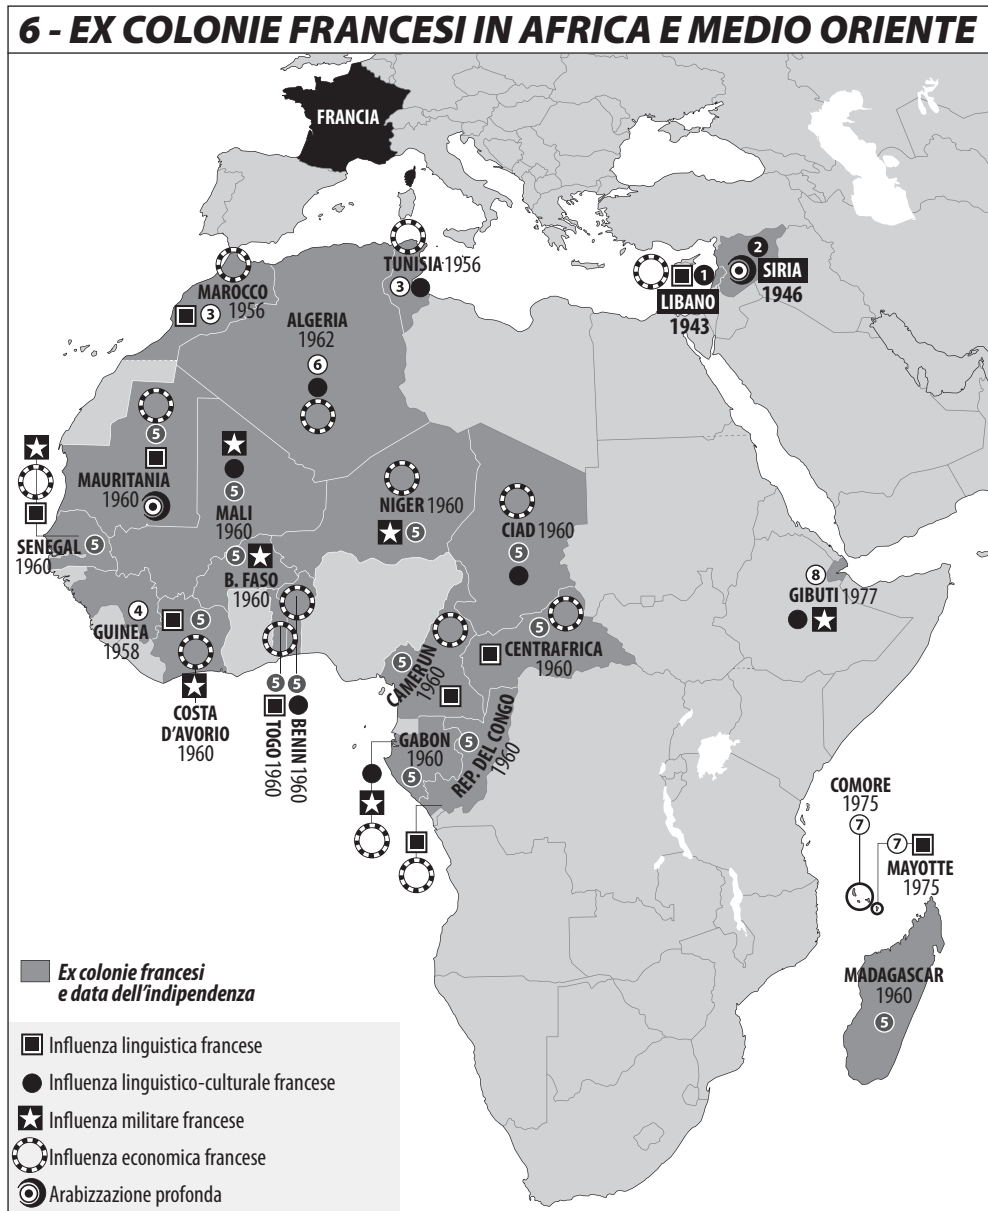 6 - EX COLONIE FRANCESI IN AFRICA E MEDIO ORIENTE
FRANCIA
TUNISIA 1956
3
MAROCCO
1956
3
ALGERIA
1962
6
2
SIRIA
1946
1
LIBANO
1943
5
MAURITANIA
1960
5
MALI
1960
NIGER 1960
5
CIAD 1960
5
SENEGAL
1960
5
5
B. FASO
1960
8
GIBUTI 1977
4
GUINEA
1958
5
COSTA
D'AVORIO
1960
5
TOGO 1960
5
BENIN 1960
5
CENTRAFRICA
1960
5
CAMERUN
1960
GABON
1960
5
5
REP. DEL CONGO
1960
COMORE
1975
7
7
MAYOTTE
1975
MADAGASCAR
1960
5
Ex colonie francesi
e data dell'indipendenza
Influenza linguistica francese
Influenza linguistico-culturale francese
Influenza militare francese
Influenza economica francese
Arabizzazione profonda